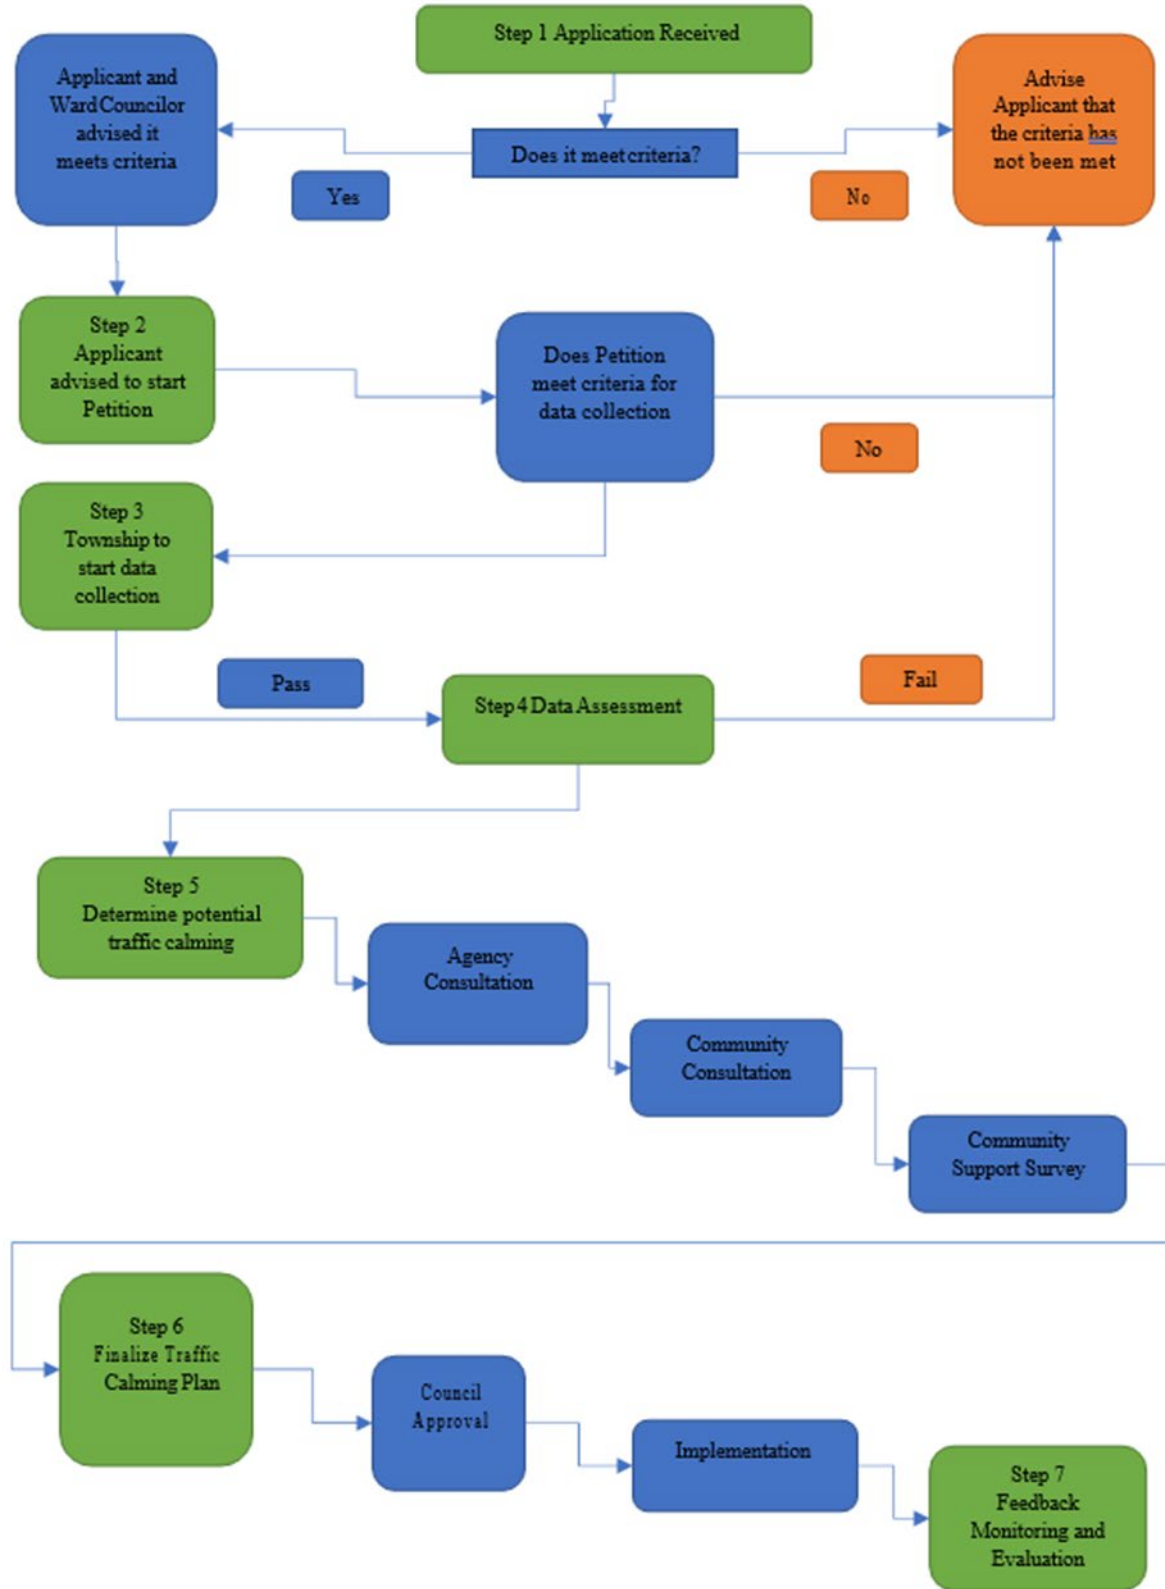 Step 1 Application Received
Applicant and
Ward Councilor
advised it
meets criteria
Does it meet criteria?
Advise
Applicant that
the criteria has
not been met
Yes
No
Step 2
Applicant
advised to start
Petition
Does Petition
meet criteria for
data collection
No
Step 3
Township to
start data
collection
Pass
Step 4 Data Assessment
Fail
Step 5
Determine potential
traffic calming
Agency
Consultation
Community
Consultation
Community
Support Survey
Step 6
Finalize Traffic
Calming Plan
Council
Approval
Implementation
Step 7
Feedback
Monitoring and
Evaluation